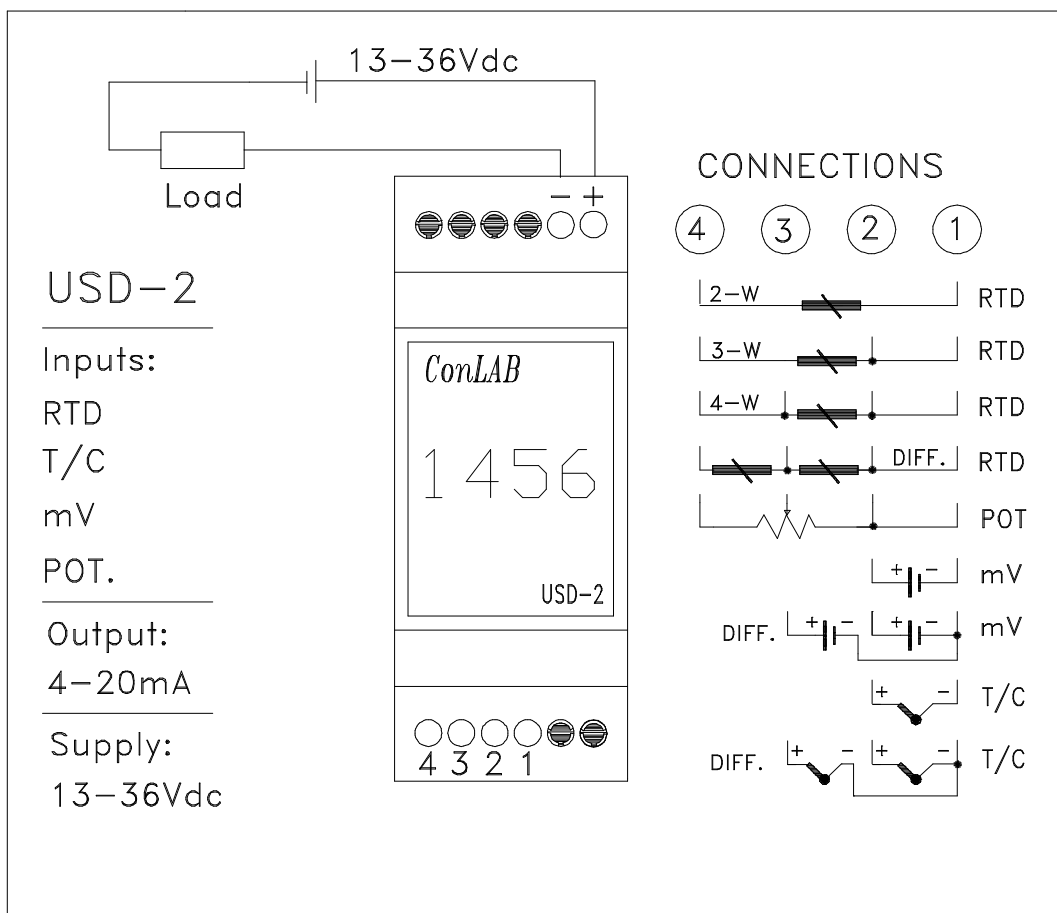 13-36Vdc
Load
- +
USD-2
Inputs:
RTD
T/C
mV
POT.
Output:
4-20mA
Supply:
13-36Vdc
ConLAB
1456
USD-2
4 3 2 1
CONNECTIONS
4 3 2 1
2-W RTD
3-W RTD
4-W RTD
DIFF. RTD
POT
+ - mV
DIFF. + - + - mV
+ - T/C
DIFF. + - + - T/C